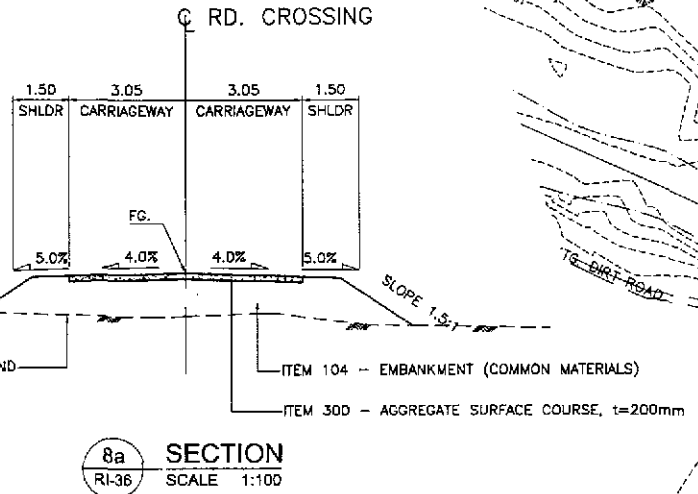 ℄ RD. CROSSING
1.50 3.05 3.05 1.50
SHLDR CARRIAGEWAY CARRIAGEWAY SHLDR
FG.
5.0% 4.0% 4.0% 5.0%
SLOPE 1.5:1
TO DIRT ROAD
ND
ITEM 104 - EMBANKMENT (COMMON MATERIALS)
ITEM 300 - AGGREGATE SURFACE COURSE, t=200mm
8a SECTION
RI-36 SCALE 1:100